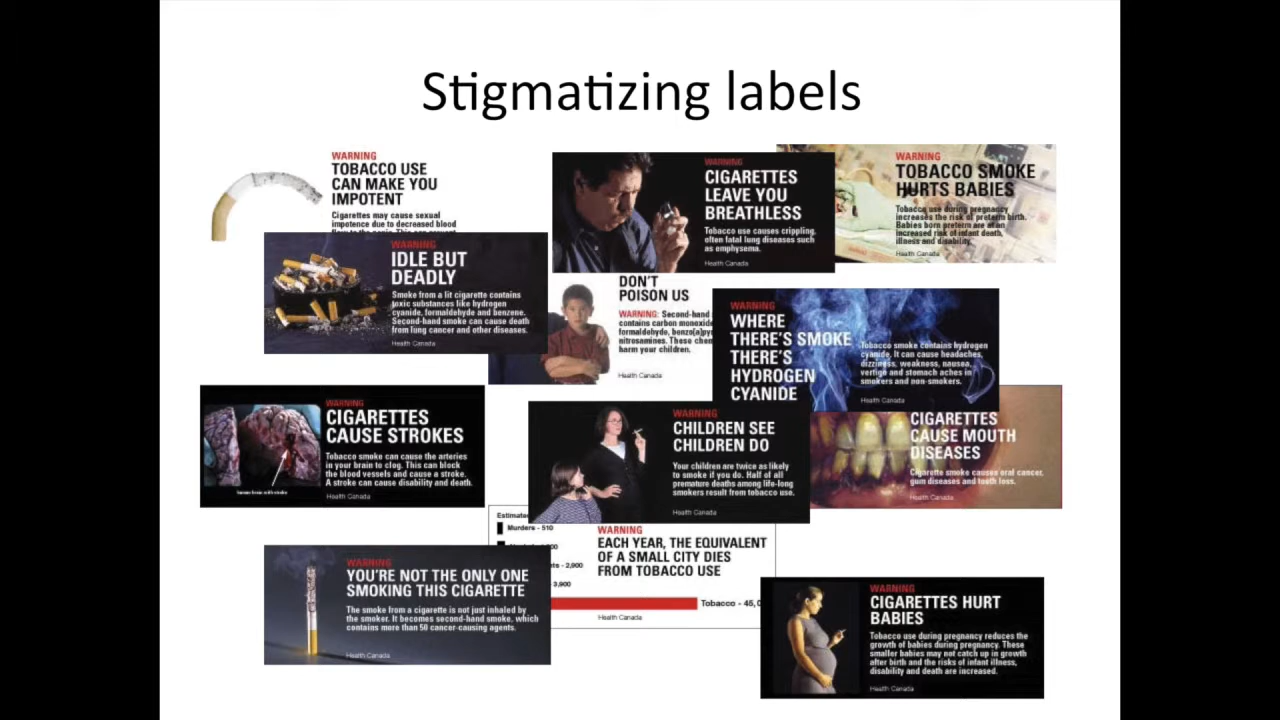 Stigmatizing labels
WARNING
TOBACCO USE
CAN MAKE YOU
IMPOTENT
Cigarettes may cause sexual
impotence due to decreased blood
WARNING
CIGARETTES
LEAVE YOU
BREATHLESS
Tobacco use causes crippling,
often fatal lung diseases such
as emphysema.
Health Canada
WARNING
TOBACCO SMOKE
HURTS BABIES
Tobacco use during pregnancy
increases the risk of preterm birth.
Babies born preterm are at an
increased risk of infant death,
illness and disability.
Health Canada
WARNING
IDLE BUT
DEADLY
Smoke from a lit cigarette contains
toxic substances like hydrogen
cyanide, formaldehyde and benzene.
Second-hand smoke can cause death
from lung cancer and other diseases.
Health Canada
DON'T
POISON US
WARNING: Second-hand
contains carbon monoxide
formaldehyde, benzo[a]py
nitrosamines. These chem
harm your children.
Health Canada
WARNING
WHERE
THERE'S SMOKE
THERE'S
HYDROGEN
CYANIDE
Tobacco smoke contains hydrogen
cyanide. It can cause headaches,
dizziness, weakness, nausea,
vertigo and stomach aches in
smokers and non-smokers.
Health Canada
WARNING
CIGARETTES
CAUSE STROKES
Tobacco smoke can cause the arteries
in your brain to clog. This can block
the blood vessels and cause a stroke.
A stroke can cause disability and death.
Health Canada
human brain with stroke
WARNING
CHILDREN SEE
CHILDREN DO
Your children are twice as likely
to smoke if you do. Half of all
premature deaths among life-long
smokers result from tobacco use.
Health Canada
CIGARETTES
CAUSE MOUTH
DISEASES
Cigarette smoke causes oral cancer,
gum diseases and tooth loss.
Health Canada
Estimated
Murders - 510
- 2,900
- 3,900
Tobacco - 45,0
WARNING
EACH YEAR, THE EQUIVALENT
OF A SMALL CITY DIES
FROM TOBACCO USE
Health Canada
WARNING
YOU'RE NOT THE ONLY ONE
SMOKING THIS CIGARETTE
The smoke from a cigarette is not just inhaled by
the smoker. It becomes second-hand smoke, which
contains more than 50 cancer-causing agents.
Health Canada
WARNING
CIGARETTES HURT
BABIES
Tobacco use during pregnancy reduces the
growth of babies during pregnancy. These
smaller babies may not catch up in growth
after birth and the risks of infant illness,
disability and death are increased.
Health Canada